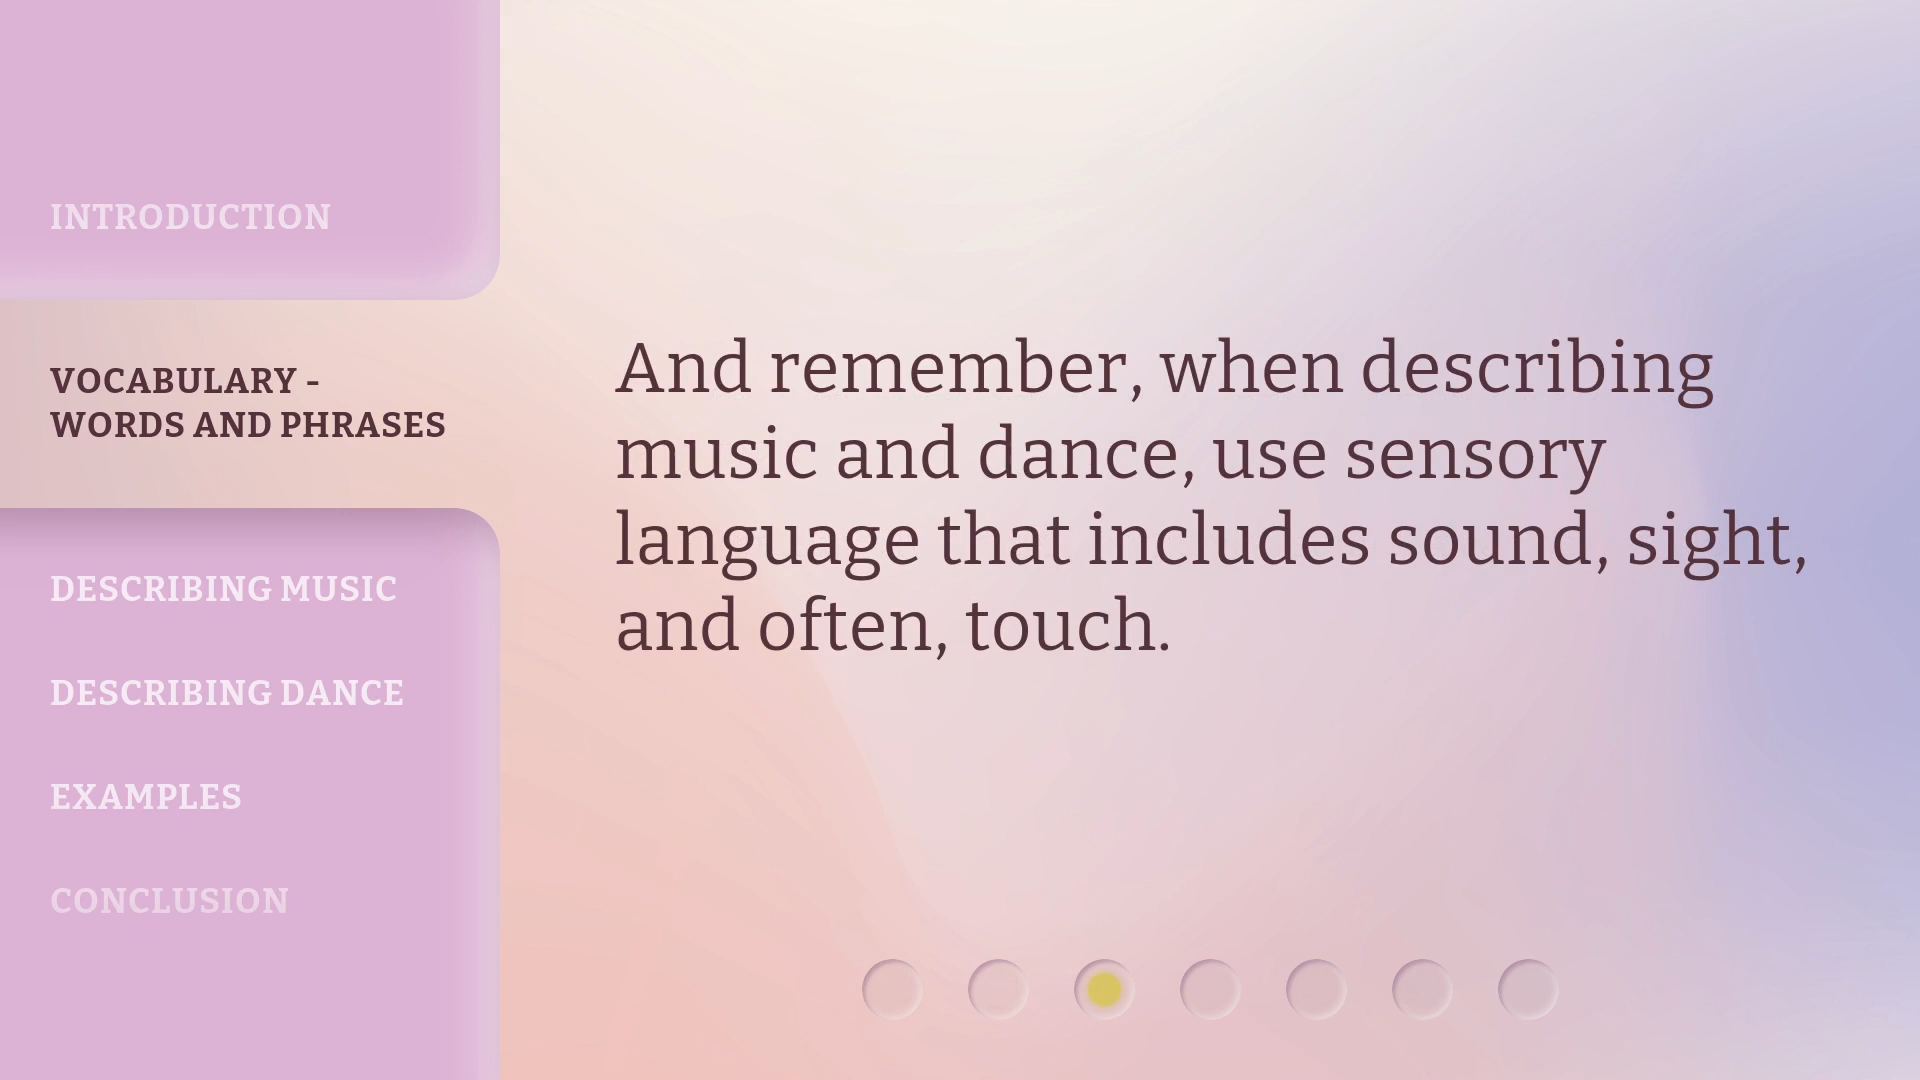 INTRODUCTION
VOCABULARY -
WORDS AND PHRASES
DESCRIBING MUSIC
DESCRIBING DANCE
EXAMPLES
CONCLUSION
And remember, when describing
music and dance, use sensory
language that includes sound, sight,
and often, touch.